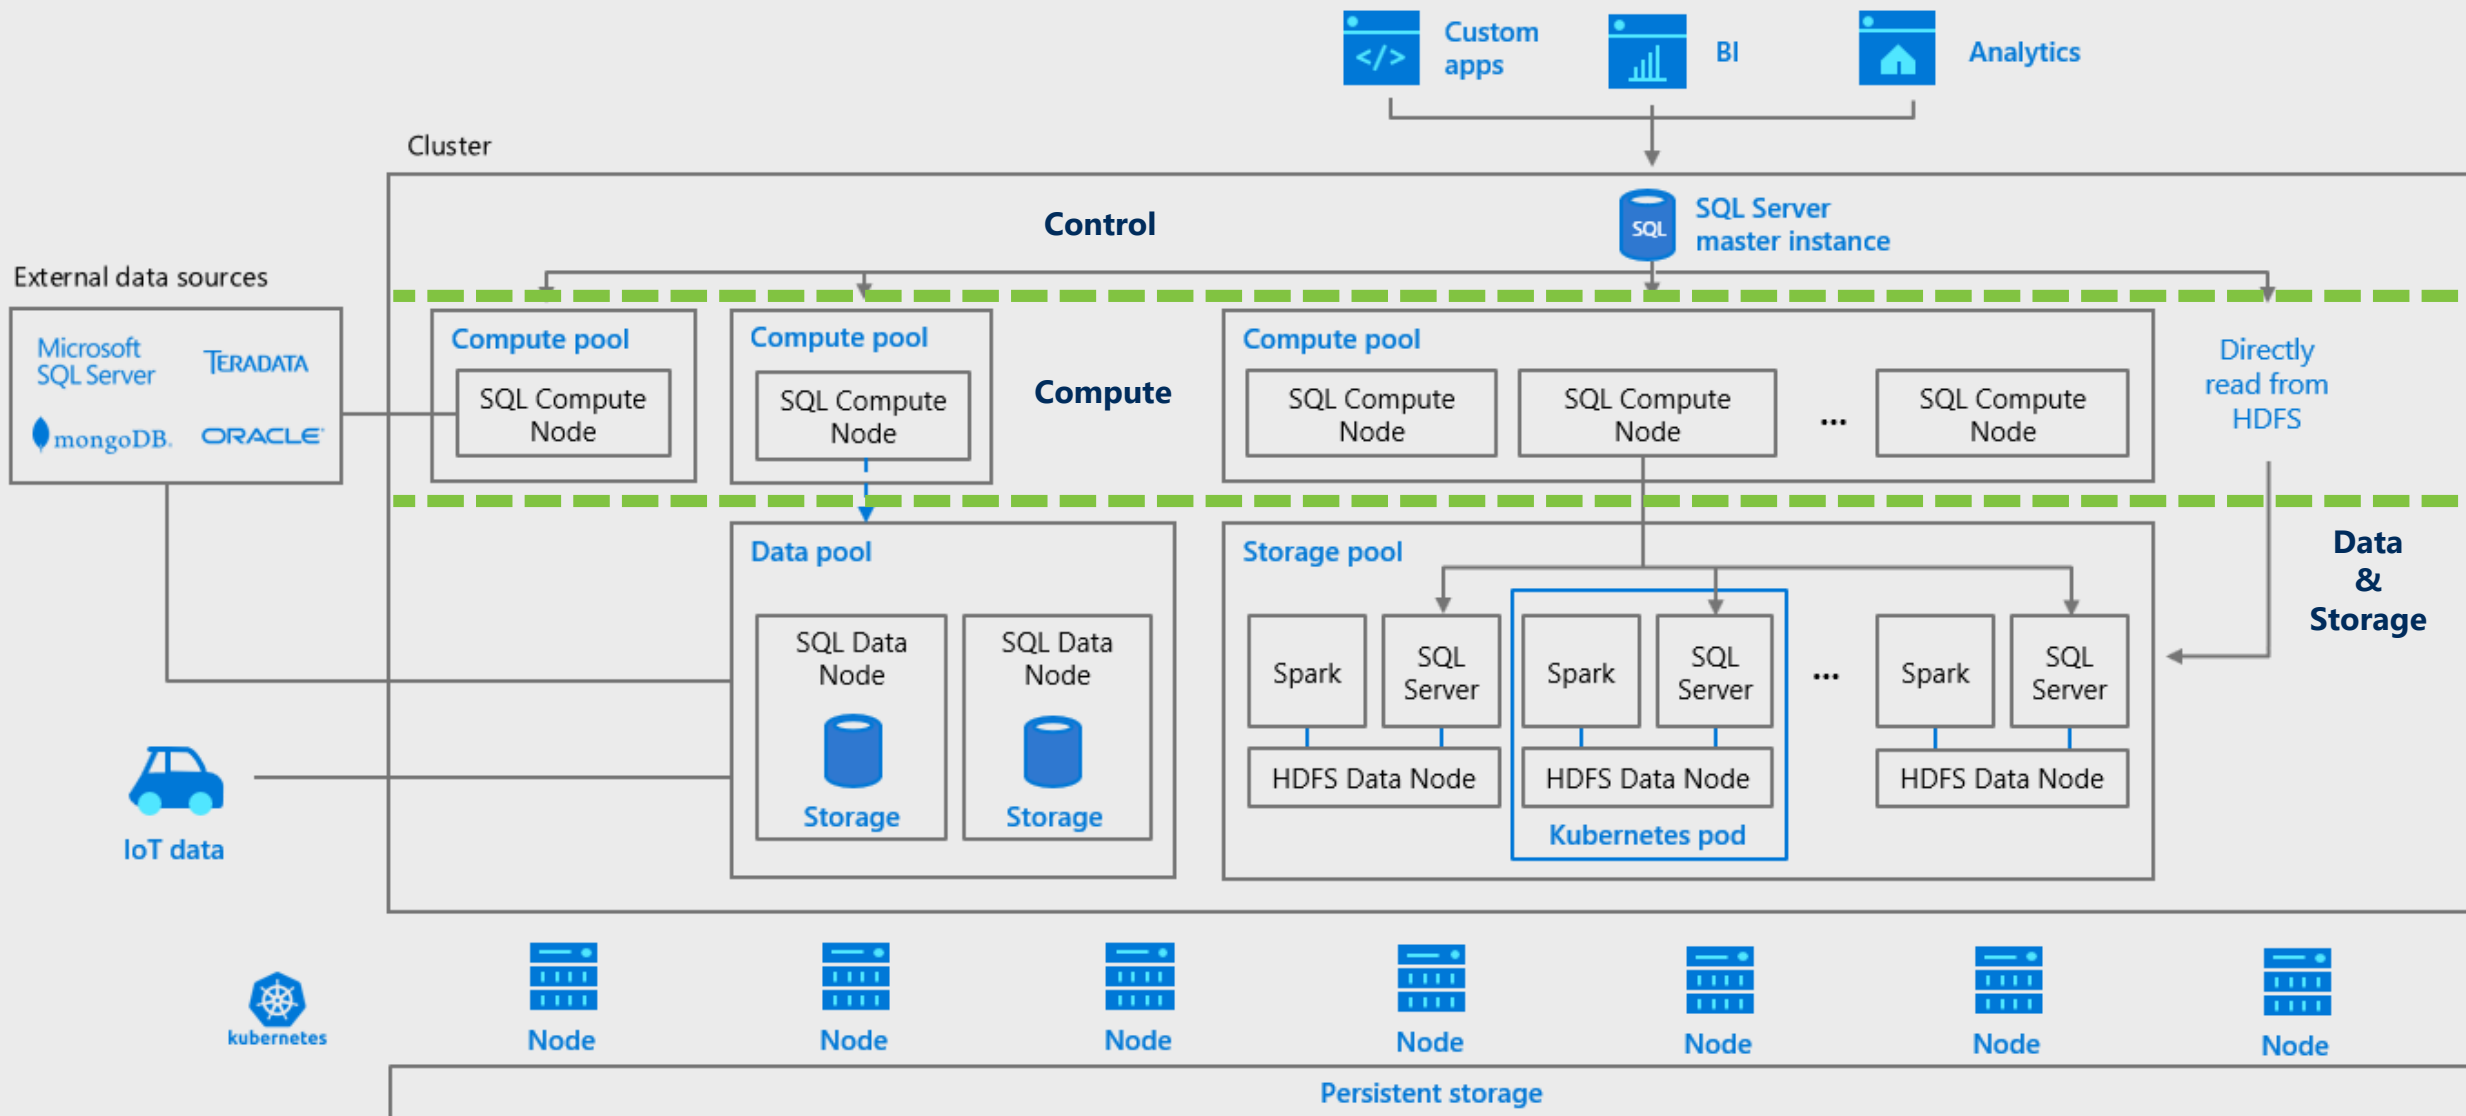 Custom
apps
BI
Analytics
Cluster
Control
SQL
SQL Server
master instance
External data sources
Microsoft
SQL Server
TERADATA
mongoDB.
ORACLE
Compute pool
SQL Compute
Node
Compute pool
SQL Compute
Node
Compute
Compute pool
SQL Compute
Node
SQL Compute
Node
...
SQL Compute
Node
Directly
read from
HDFS
Data pool
SQL Data
Node
Storage
SQL Data
Node
Storage
Storage pool
Spark
SQL
Server
HDFS Data Node
Spark
SQL
Server
HDFS Data Node
Kubernetes pod
...
Spark
SQL
Server
HDFS Data Node
Data
&
Storage
IoT data
kubernetes
Node
Node
Node
Node
Node
Node
Node
Persistent storage